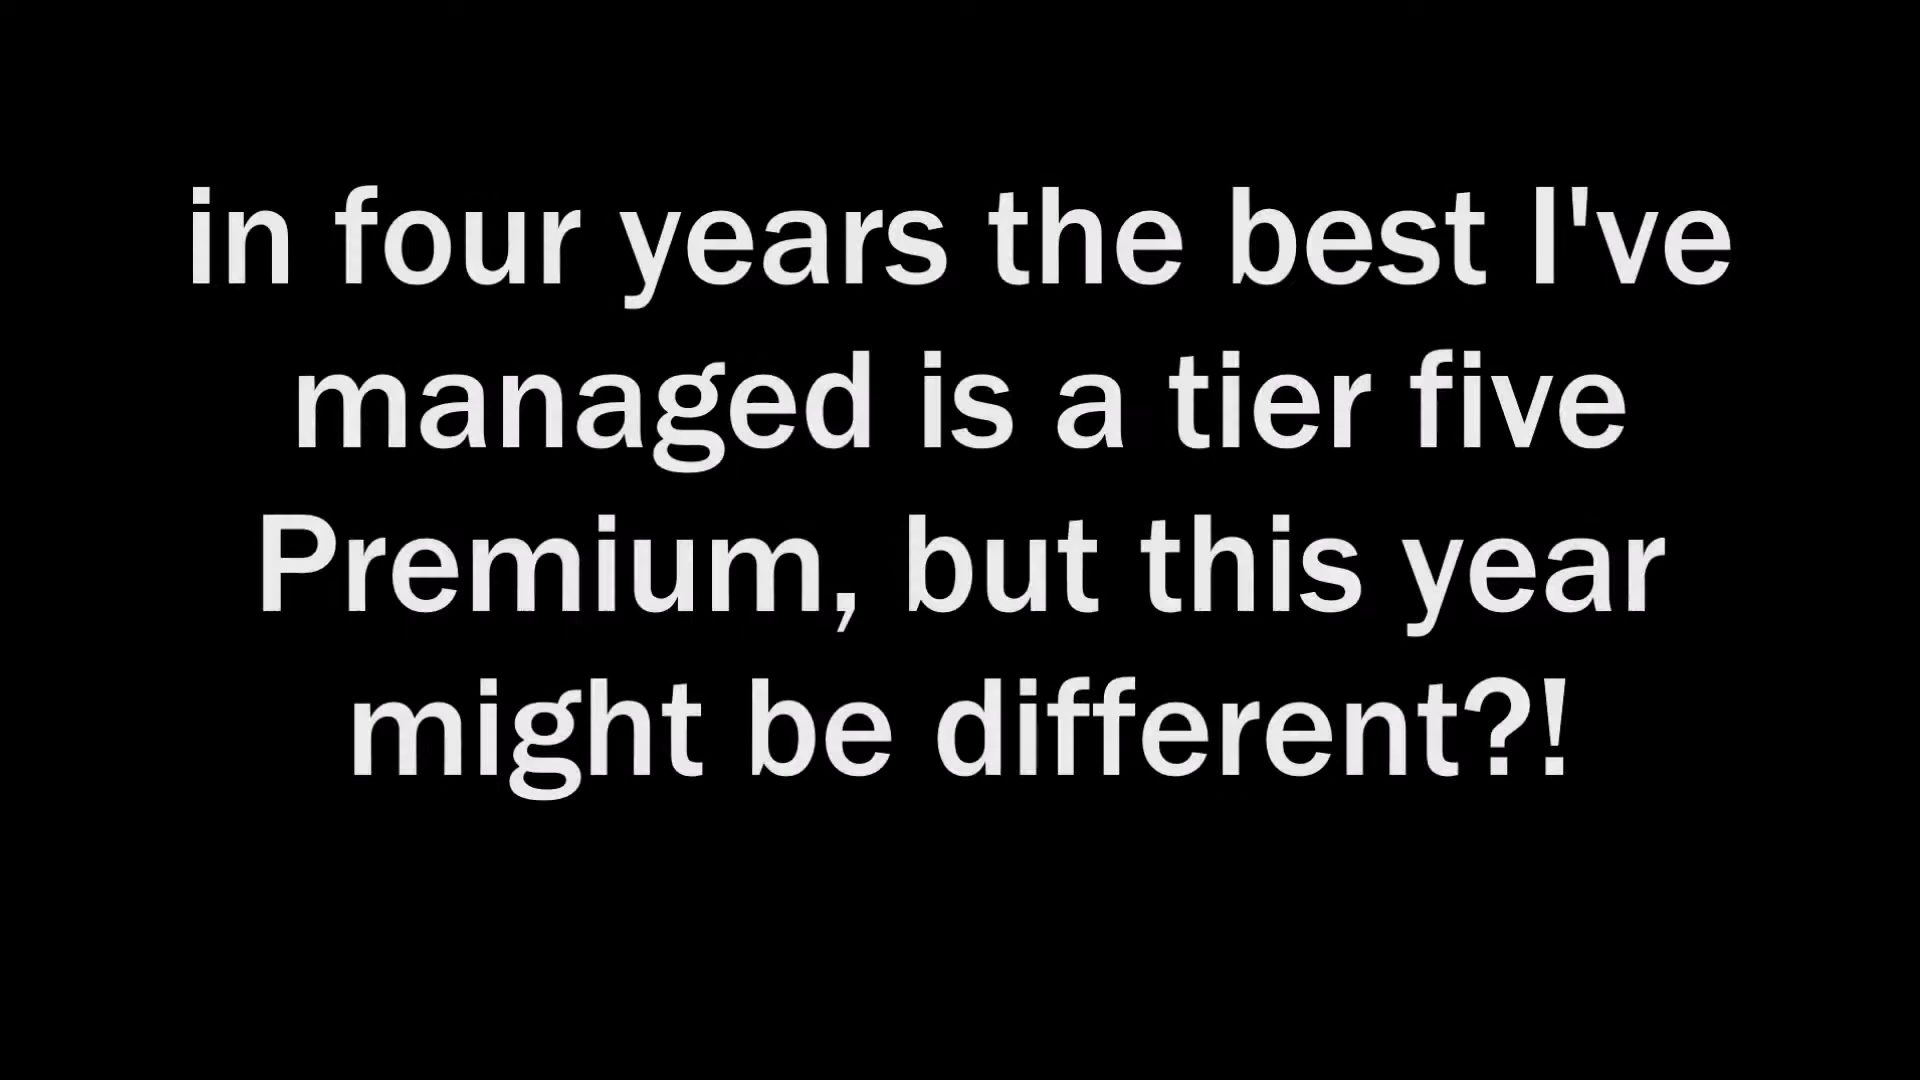 in four years the best I've
managed is a tier five
Premium, but this year
might be different?!